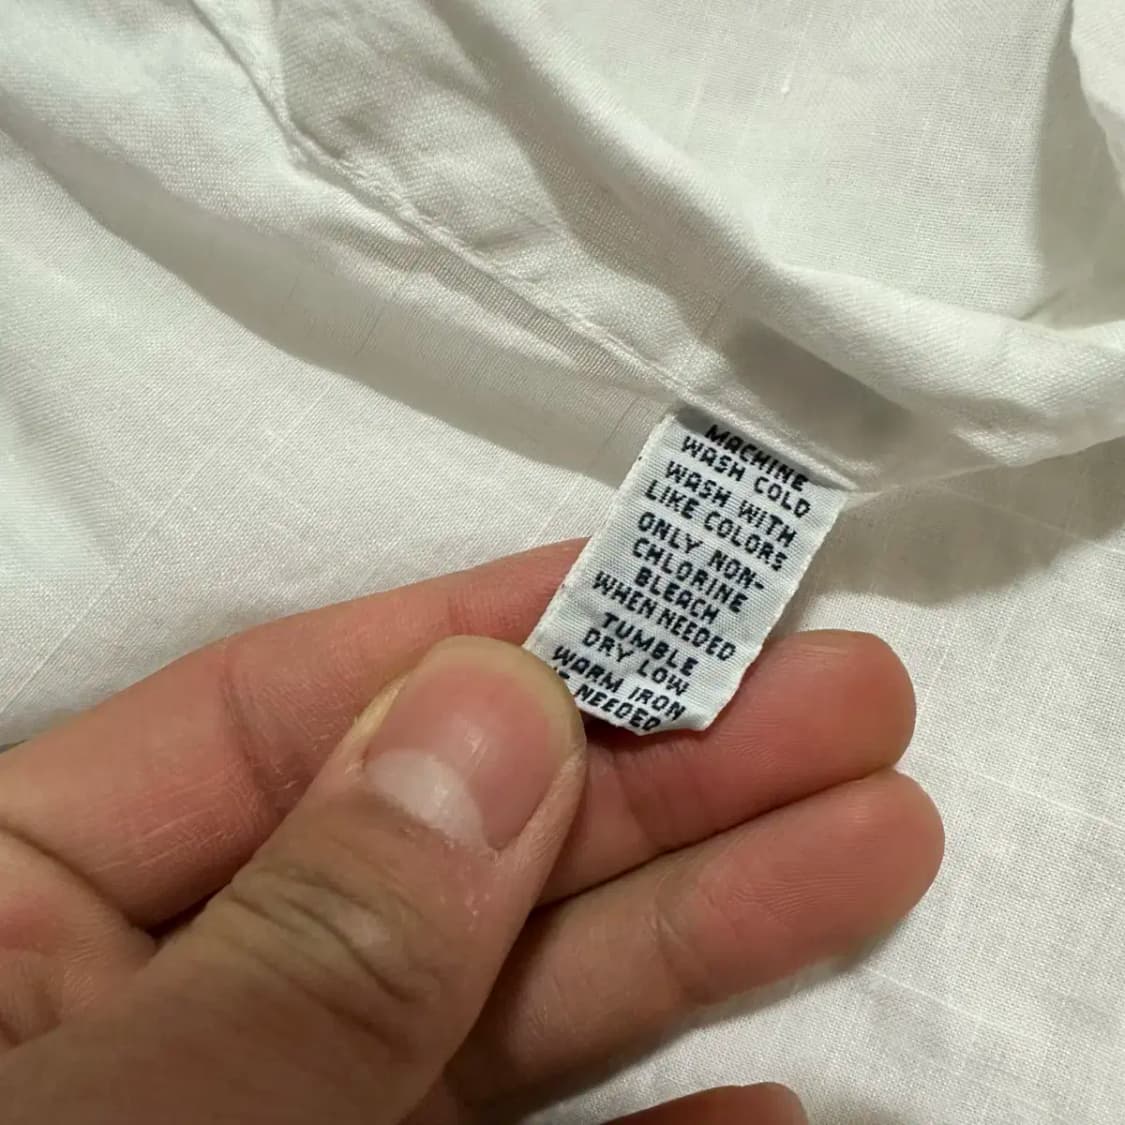 MACHINE
WASH COLD
WASH WITH
LIKE COLORS
ONLY NON-
CHLORINE
BLEACH
WHEN NEEDED
TUMBLE
DRY LOW
WARM IRON
NEEDED